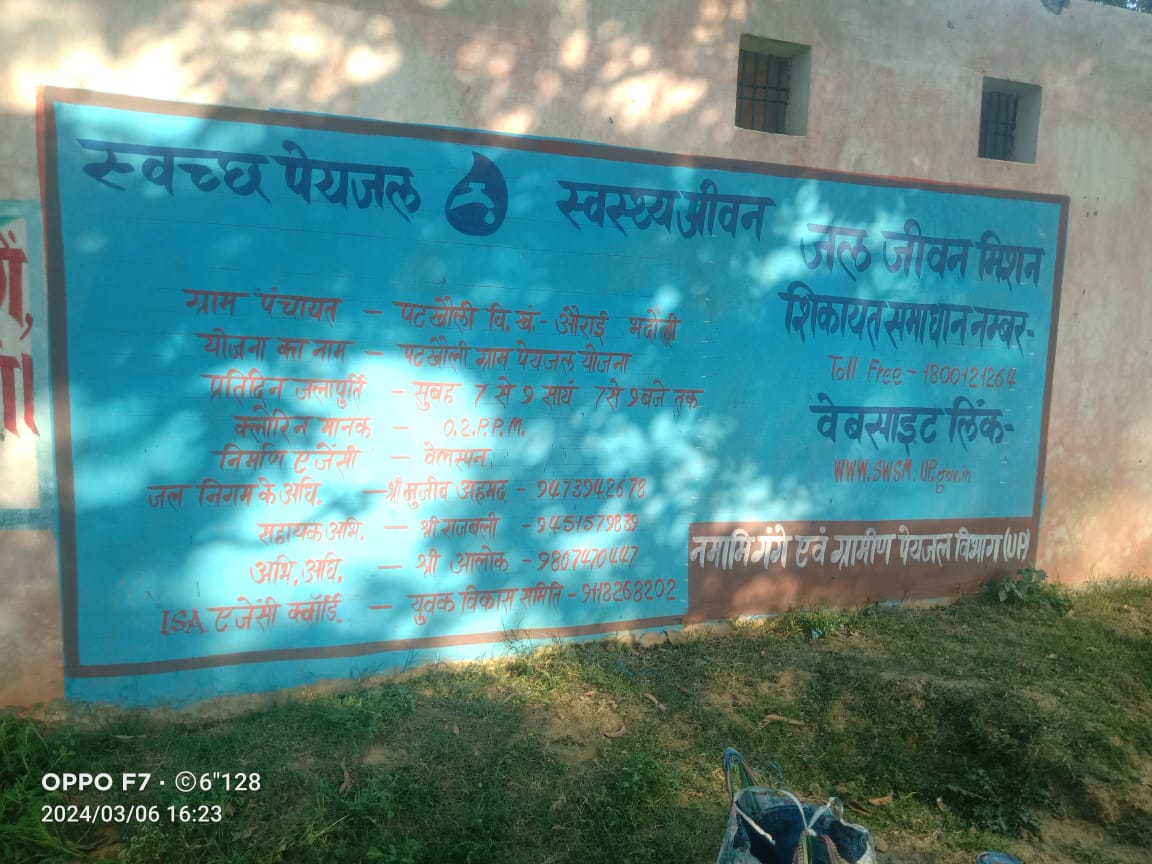 स्वच्छ पेयजल स्वस्थ्य जीवन
ग्राम पंचायत - पटखौली वि.खं.- औराई भदोही
योजना का नाम - पटखौली ग्राम पेयजल योजना
प्रतिदिन जलापूर्ति - सुबह 7 से 9 सायं 7 से 9 बजे तक
क्लोरिन मानक - 0.2.P.P.M.
निर्माण एजेंसी - वेलस्पन
जल निगम के अधि. - श्री मुजीब अहमद - 9473942678
सहायक अभि. - श्री राजबली - 9451579839
अभि. अधि. - श्री आलोक - 9807470447
ISA एजेंसी क्वॉर्डि. - युवक विकास समिति - 9118268202
जल जीवन मिशन
शिकायत समाधान नम्बर-
Toll Free - 1800121264
वेबसाइट लिंक-
WWW.SWSM.UP.gov.in
नमामि गंगे एवं ग्रामीण पेयजल विभाग (UP)
OPPO F7 · ©6"128
2024/03/06 16:23